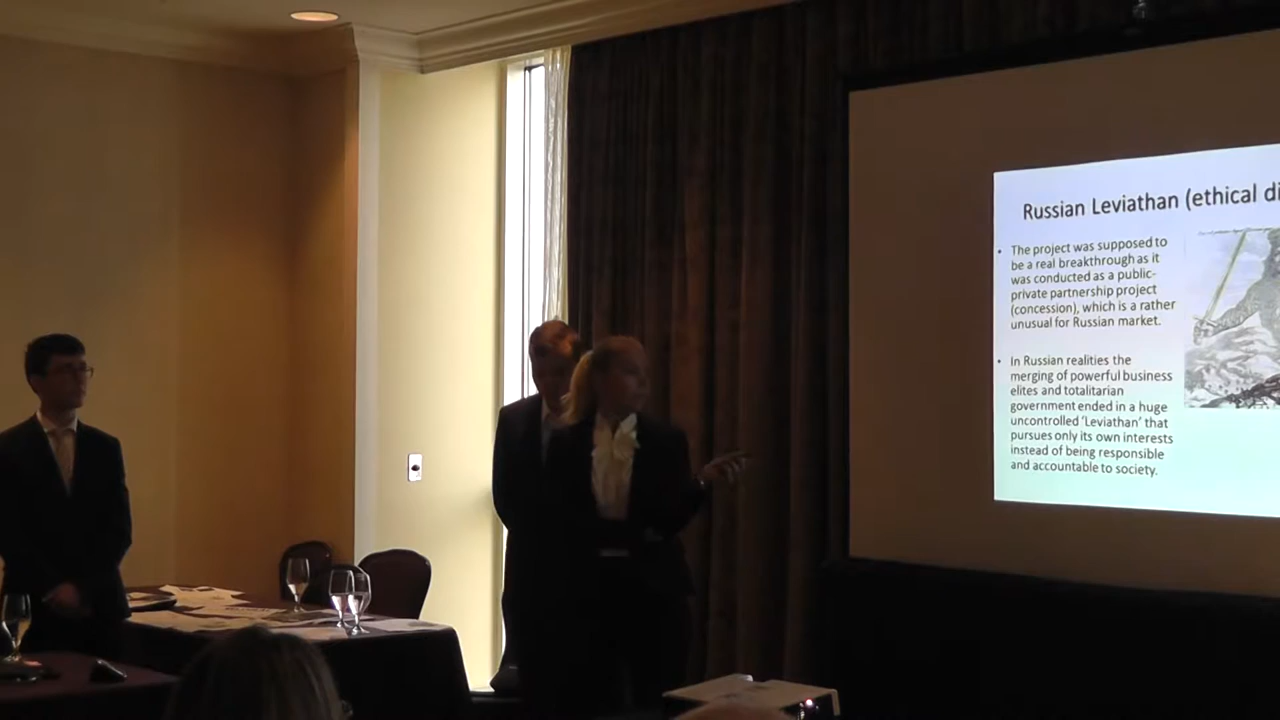 Russian Leviathan (ethical di
• The project was supposed to
be a real breakthrough as it
was conducted as a public-
private partnership project
(concession), which is a rather
unusual for Russian market.
• In Russian realities the
merging of powerful business
elites and totalitarian
government ended in a huge
uncontrolled 'Leviathan' that
pursues only its own interests
instead of being responsible
and accountable to society.